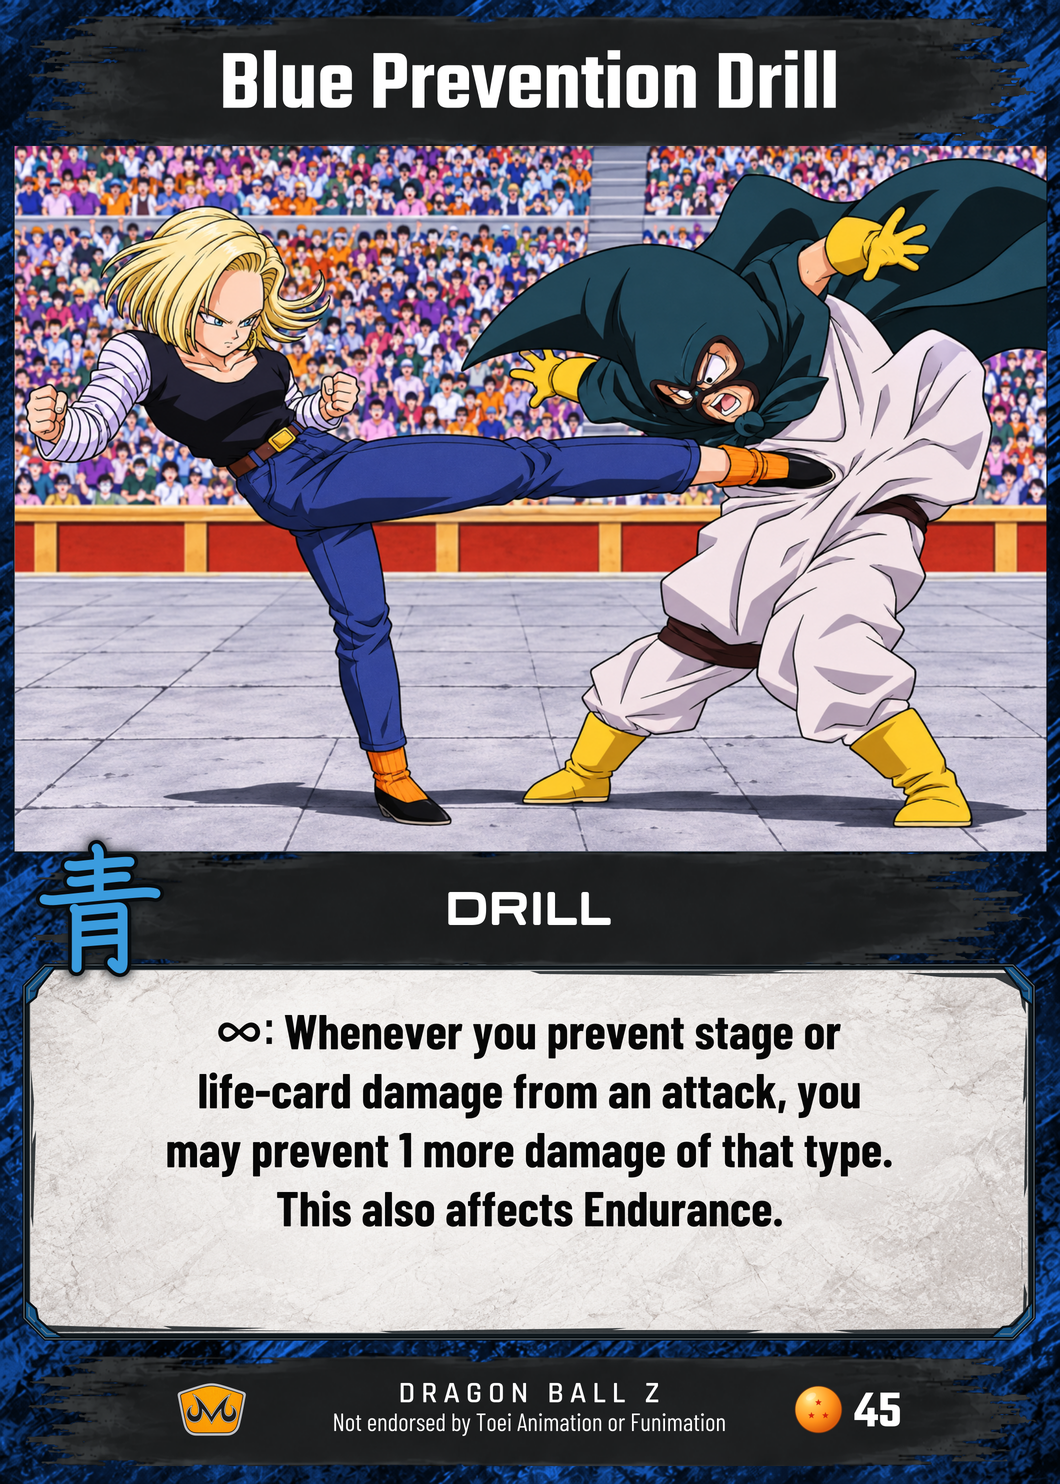 Blue Prevention Drill
青
DRILL
∞: Whenever you prevent stage or
life-card damage from an attack, you
may prevent 1 more damage of that type.
This also affects Endurance.
DRAGON BALL Z
Not endorsed by Toei Animation or Funimation
45